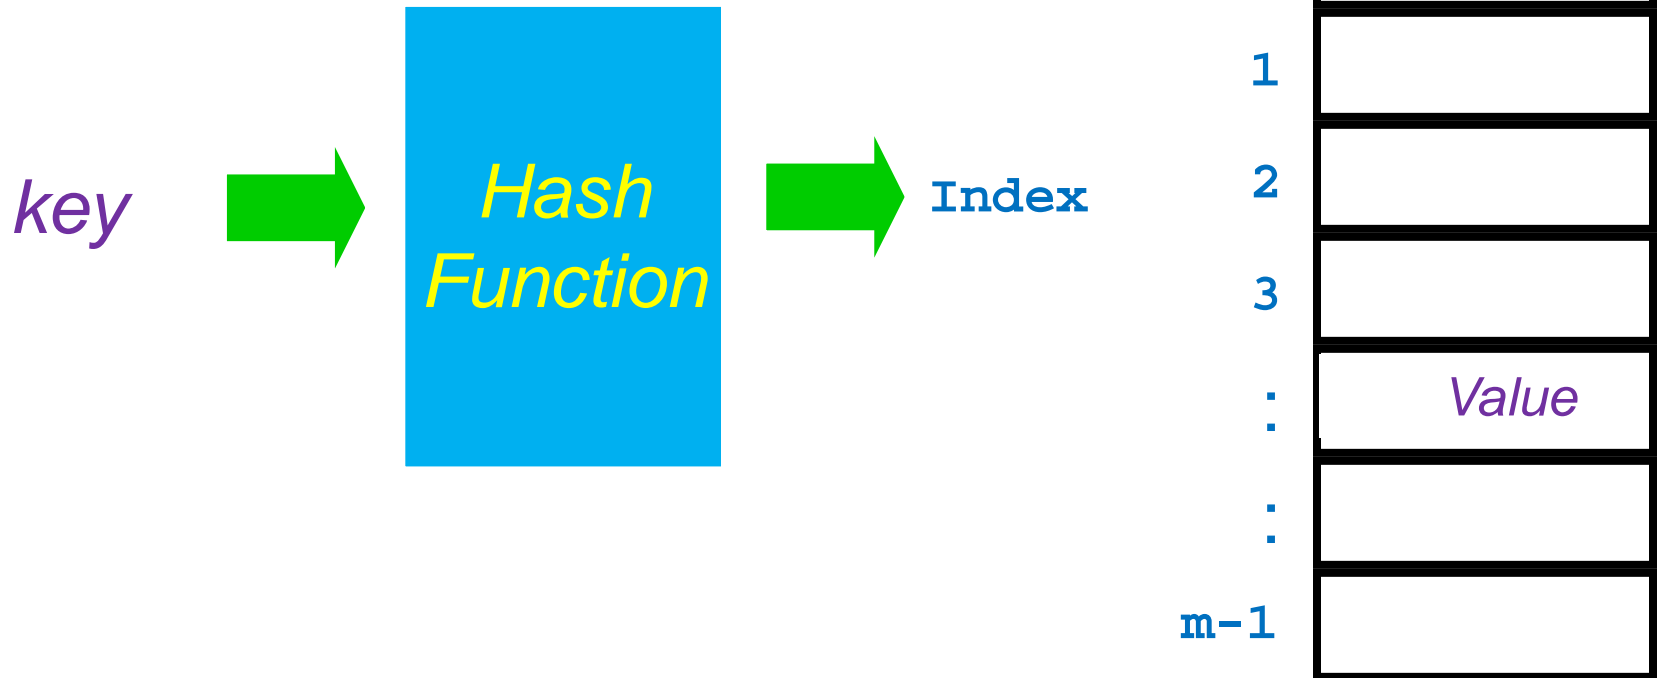 key
Hash
Function
Index
1
2
3
:
Value
:
m-1